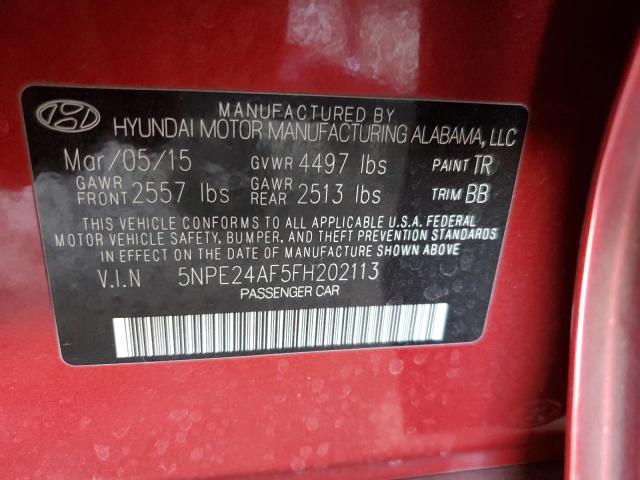 MANUFACTURED BY
HYUNDAI MOTOR MANUFACTURING ALABAMA, LLC
Mar/05/15 GVWR 4497 lbs PAINT TR
GAWR FRONT 2557 lbs GAWR REAR 2513 lbs TRIM BB
THIS VEHICLE CONFORMS TO ALL APPLICABLE U.S.A. FEDERAL
MOTOR VEHICLE SAFETY, BUMPER, AND THEFT PREVENTION STANDARDS
IN EFFECT ON THE DATE OF MANUFACTURE SHOWN ABOVE
V.I.N 5NPE24AF5FH202113
PASSENGER CAR